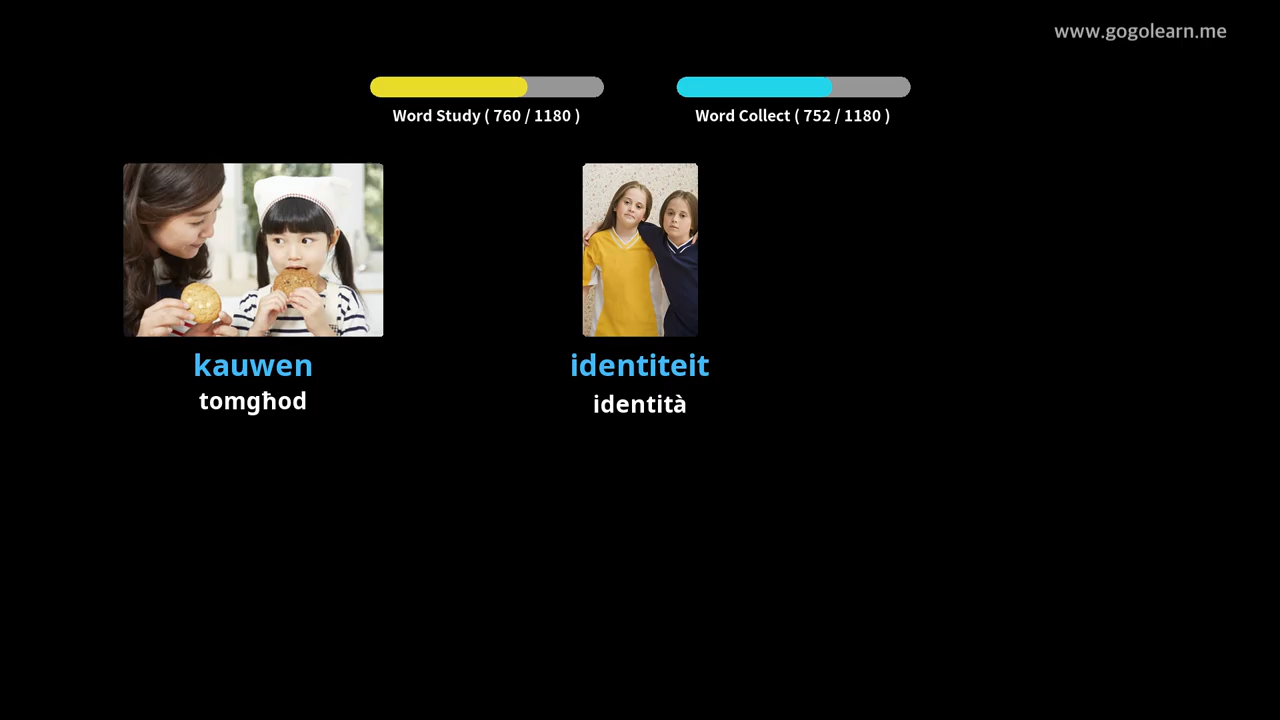 www.gogolearn.me
Word Study ( 760 / 1180 )
Word Collect ( 752 / 1180 )
kauwen
tomgħod
identiteit
identità